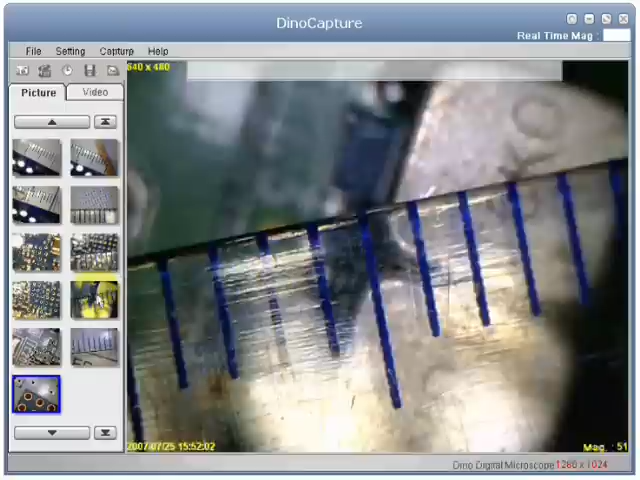 DinoCapture
Real Time Mag :
File Setting Capture Help
640 x 480
Picture Video
2007/07/25 15:52:02
Mag. : 51
Dino Digital Microscope 1280 x 1024